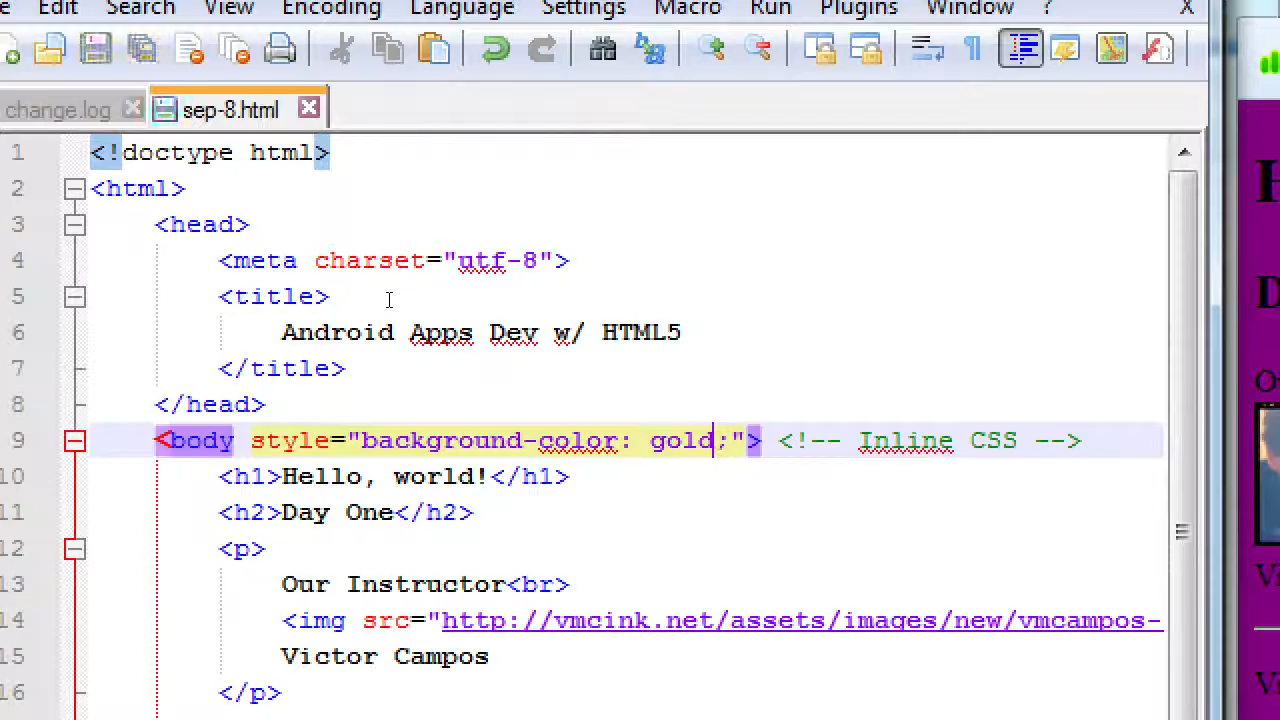 Edit Search View Encoding Language Settings Macro Run Plugins Window ? X
change.log sep-8.html
1 <!doctype html>
2 <html>
3 <head>
4 <meta charset="utf-8">
5 <title>
6 Android Apps Dev w/ HTML5
7 </title>
8 </head>
9 <body style="background-color: gold;"> <!-- Inline CSS -->
10 <h1>Hello, world!</h1>
11 <h2>Day One</h2>
12 <p>
13 Our Instructor<br>
14 <img src="http://vmcink.net/assets/images/new/vmcampos-
15 Victor Campos
16 </p>